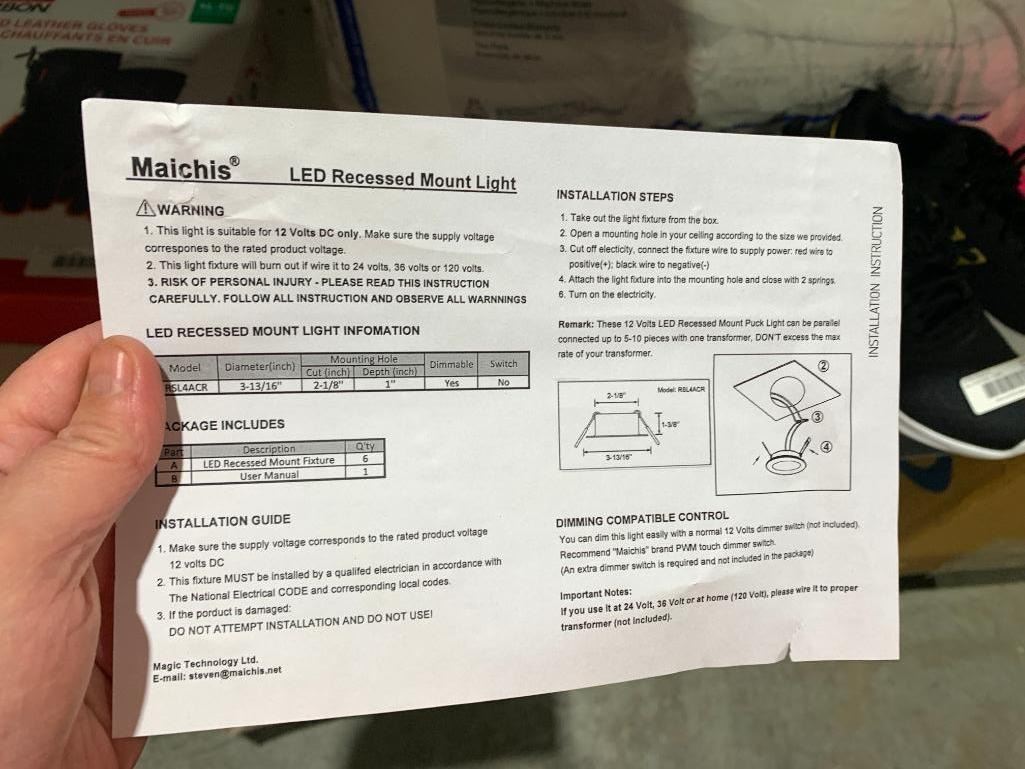 BON
D LEATHER GLOVES
CHAUFFANTS EN CUIR
Maichis®
LED Recessed Mount Light
WARNING
1. This light is suitable for 12 Volts DC only. Make sure the supply voltage
correspones to the rated product voltage.
2. This light fixture will burn out if wire it to 24 volts, 36 volts or 120 volts.
3. RISK OF PERSONAL INJURY - PLEASE READ THIS INSTRUCTION
CAREFULLY. FOLLOW ALL INSTRUCTION AND OBSERVE ALL WARNNINGS
LED RECESSED MOUNT LIGHT INFOMATION
Model Diameter(inch) Mounting Hole Dimmable Switch
Cut (inch) Depth (inch)
RSL4ACR 3-13/16" 2-1/8" 1" Yes No
ACKAGE INCLUDES
Part Description Q'ty
A LED Recessed Mount Fixture 6
B User Manual 1
INSTALLATION GUIDE
1. Make sure the supply voltage corresponds to the rated product voltage
12 volts DC
2. This fixture MUST be installed by a qualifed electrician in accordance with
The National Electrical CODE and corresponding local codes.
3. If the porduct is damaged:
DO NOT ATTEMPT INSTALLATION AND DO NOT USE!
Magic Technology Ltd.
E-mail: steven@maichis.net
INSTALLATION STEPS
1. Take out the light fixture from the box.
2. Open a mounting hole in your ceiling according to the size we provided.
3. Cut off electicity, connect the fixture wire to supply power: red wire to
positive(+); black wire to negative(-)
4. Attach the light fixture into the mounting hole and close with 2 springs.
6. Turn on the electricity.
Remark: These 12 Volts LED Recessed Mount Puck Light can be parallel
connected up to 5-10 pieces with one transformer, DON'T exceed the max
rate of your transformer.
Model: RSL4ACR
2-1/8"
1-3/8"
3-13/16"
②
③
④
DIMMING COMPATIBLE CONTROL
You can dim this light easily with a normal 12 Volts dimmer switch (not included).
Recommend "Maichis" brand PWM touch dimmer switch.
(An extra dimmer switch is required and not included in the package)
Important Notes:
If you use it at 24 Volt, 36 Volt or at home (120 Volt), please wire it to proper
transformer (not included).
INSTALLATION INSTRUCTION